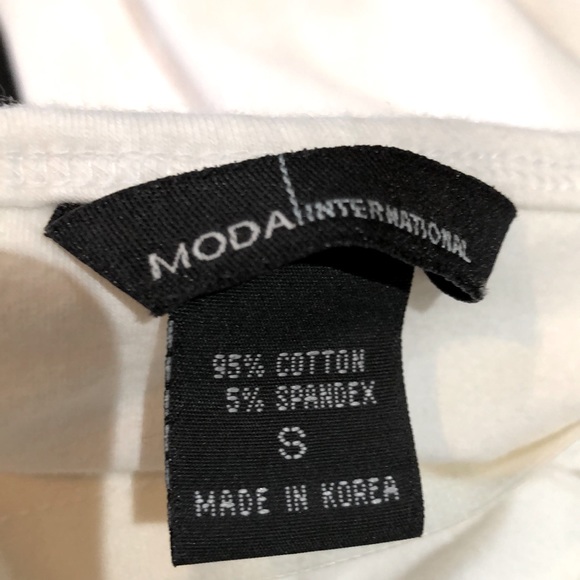 MODA INTERNATIONAL
95% COTTON
5% SPANDEX
S
MADE IN KOREA